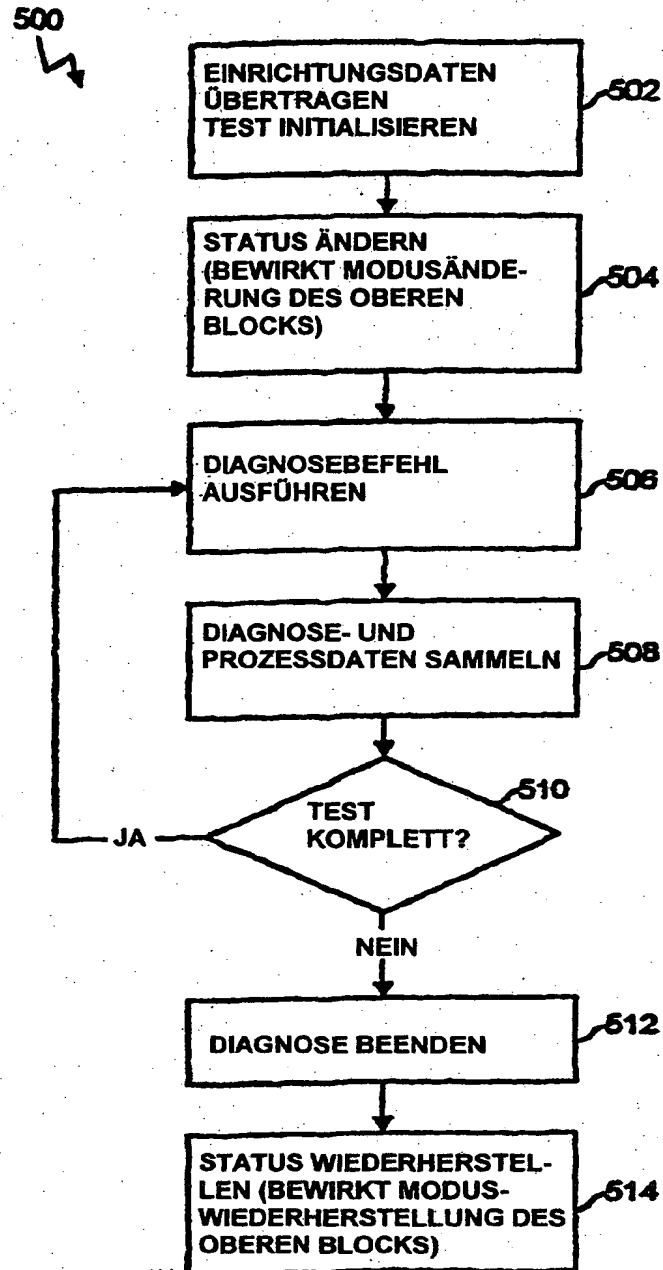 500
EINRICHTUNGSDATEN
ÜBERTRAGEN
TEST INITIALISIEREN
502
STATUS ÄNDERN
(BEWIRKT MODUSÄNDE-
RUNG DES OBEREN
BLOCKS)
504
DIAGNOSEBEFEHL
AUSFÜHREN
506
DIAGNOSE- UND
PROZESSDATEN SAMMELN
508
TEST
KOMPLETT?
510
JA
NEIN
DIAGNOSE BEENDEN
512
STATUS WIEDERHERSTEL-
LEN (BEWIRKT MODUS-
WIEDERHERSTELLUNG DES
OBEREN BLOCKS)
514